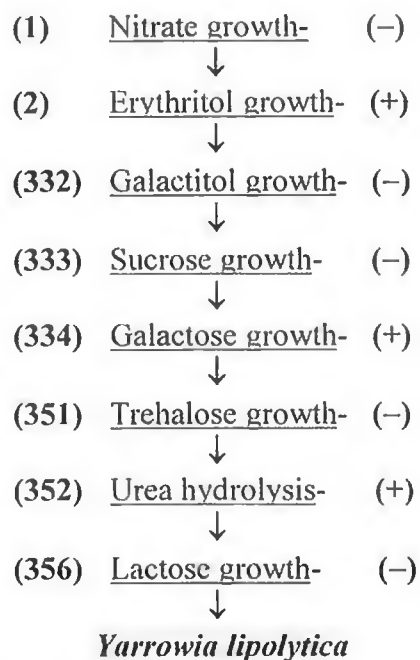 (1) Nitrate growth- (–)
↓
(2) Erythritol growth- (+)
↓
(332) Galactitol growth- (–)
↓
(333) Sucrose growth- (–)
↓
(334) Galactose growth- (+)
↓
(351) Trehalose growth- (–)
↓
(352) Urea hydrolysis- (+)
↓
(356) Lactose growth- (–)
↓
Yarrowia lipolytica